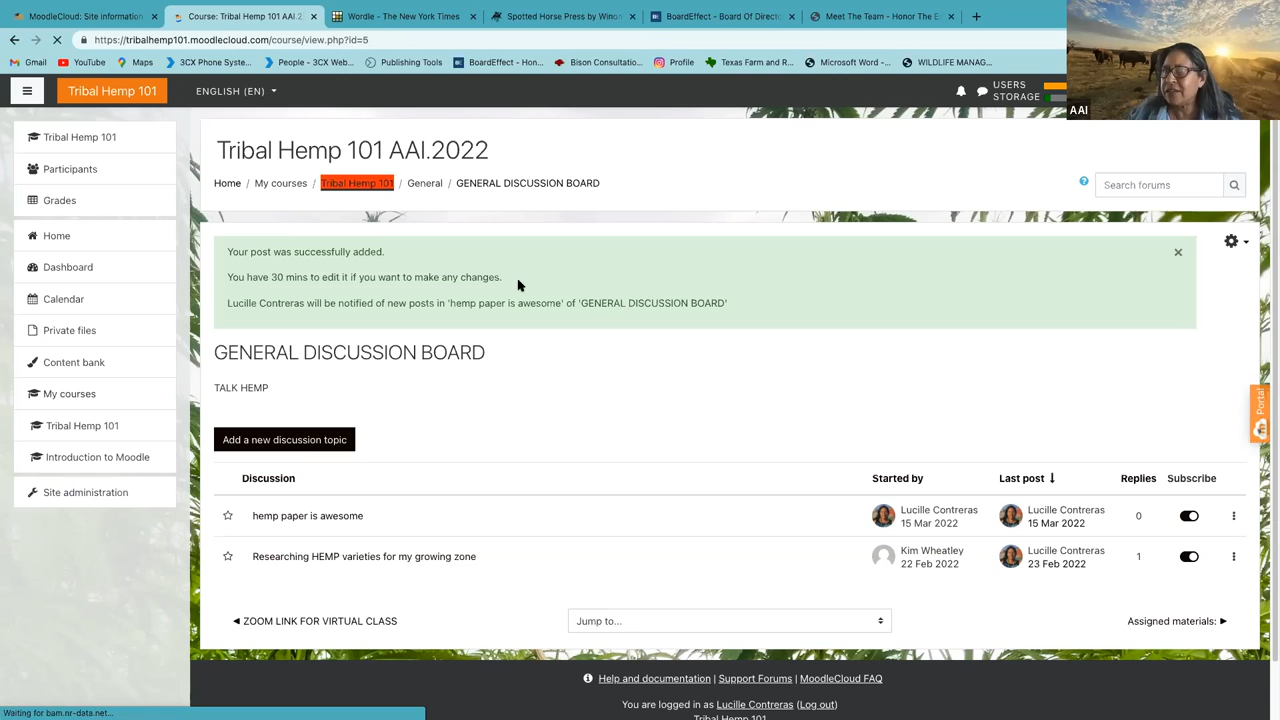 MoodleCloud: Site information
Course: Tribal Hemp 101 AAI.2
Wordle - The New York Times
Spotted Horse Press by Winon
BoardEffect - Board Of Directo
Meet The Team - Honor The E
https://tribalhemp101.moodlecloud.com/course/view.php?id=5
Gmail YouTube Maps 3CX Phone System... People - 3CX Web... Publishing Tools BoardEffect - Hon... Bison Consultatio... Profile Texas Farm and R... Microsoft Word -... WILDLIFE MANAG...
Tribal Hemp 101
ENGLISH (EN)
USERS
STORAGE
AAI
Tribal Hemp 101
Participants
Grades
Home
Dashboard
Calendar
Private files
Content bank
My courses
Tribal Hemp 101
Introduction to Moodle
Site administration
Tribal Hemp 101 AAI.2022
Home / My courses / Tribal Hemp 101 / General / GENERAL DISCUSSION BOARD
Search forums
Your post was successfully added.
You have 30 mins to edit it if you want to make any changes.
Lucille Contreras will be notified of new posts in 'hemp paper is awesome' of 'GENERAL DISCUSSION BOARD'
GENERAL DISCUSSION BOARD
TALK HEMP
Portal
Add a new discussion topic
Discussion Started by Last post Replies Subscribe
hemp paper is awesome Lucille Contreras Lucille Contreras 0
15 Mar 2022 15 Mar 2022
Researching HEMP varieties for my growing zone Kim Wheatley Lucille Contreras 1
22 Feb 2022 23 Feb 2022
◄ ZOOM LINK FOR VIRTUAL CLASS Jump to... Assigned materials: ►
Help and documentation | Support Forums | MoodleCloud FAQ
You are logged in as Lucille Contreras (Log out)
Tribal Hemp 101
Waiting for bam.nr-data.net...